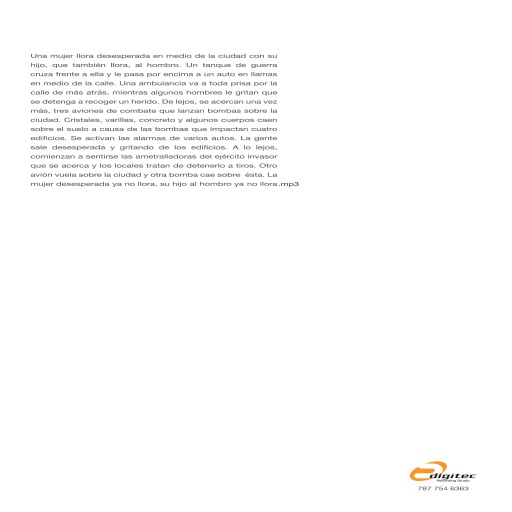 Una mujer llora desesperada en medio de la ciudad con su
hijo, que también llora, al hombro. Un tanque de guerra
cruza frente a ella y le pasa por encima a un auto en llamas
en medio de la calle. Una ambulancia va a toda prisa por la
calle de más atrás, mientras algunos hombres le gritan que
se detenga a recoger un herido. De lejos, se acercan una vez
más, tres aviones de combate que lanzan bombas sobre la
ciudad. Cristales, varillas, concreto y algunos cuerpos caen
sobre el suelo a causa de las bombas que impactan cuatro
edificios. Se activan las alarmas de varios autos. La gente
sale desesperada y gritando de los edificios. A lo lejos,
comienzan a sentirse las ametralladoras del ejército invasor
que se acerca y los locales tratan de detenerlo a tiros. Otro
avión vuela sobre la ciudad y otra bomba cae sobre ésta. La
mujer desesperada ya no llora, su hijo al hombro ya no llora.mp3
digitec
Recording Studio
787 754 6363